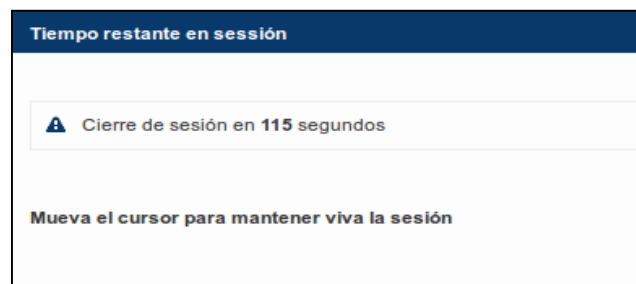 Tiempo restante en sessión
Cierre de sesión en 115 segundos
Mueva el cursor para mantener viva la sesión